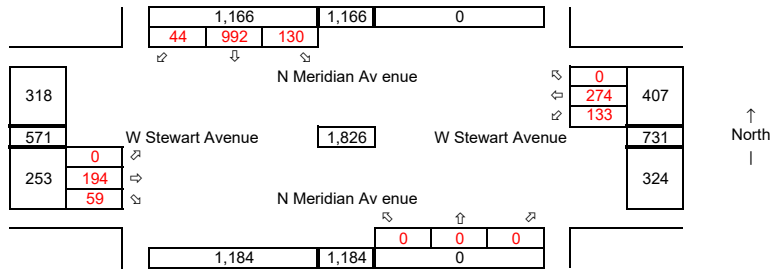 1,166 1,166 0
44 992 130
⬃ ⇩ ⬂
N Meridian Av enue
318
⬁ 0
⇦ 274
⬃ 133
407
571 W Stewart Avenue 1,826 W Stewart Avenue 731
↑
North
|
253
0 ⬀
194 ⇨
59 ⬂
324
N Meridian Av enue
⬁ ⇧ ⬀
0 0 0
1,184 1,184 0